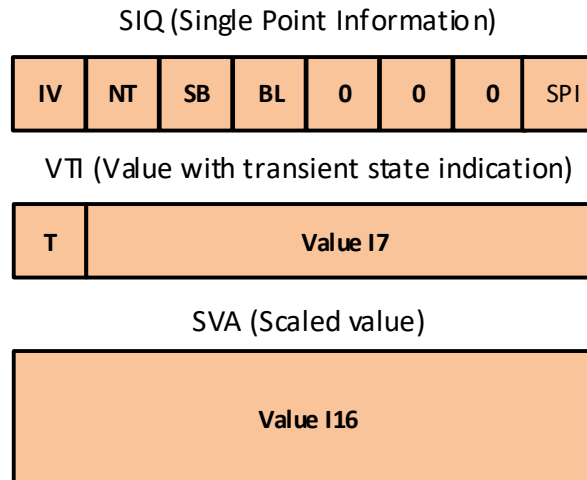 SIQ (Single Point Information)
IV NT SB BL 0 0 0 SPI
VTI (Value with transient state indication)
T Value I7
SVA (Scaled value)
Value I16